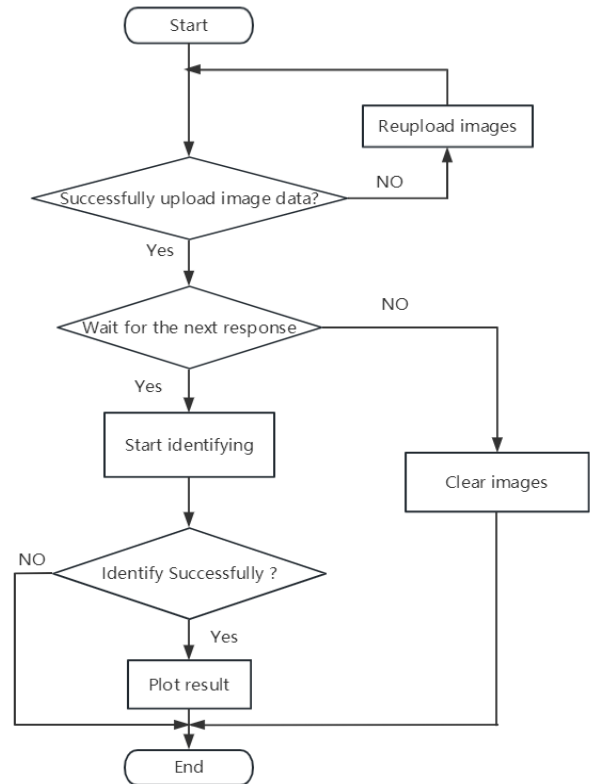 Start
Reupload images
NO
Successfully upload image data?
Yes
NO
Wait for the next response
Yes
Start identifying
Clear images
NO
Identify Successfully ?
Yes
Plot result
End